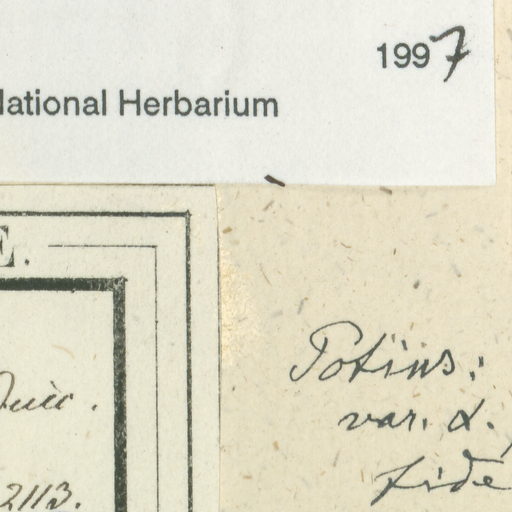 1997
National Herbarium
E.
2113.
Potius:
var. α.
fide